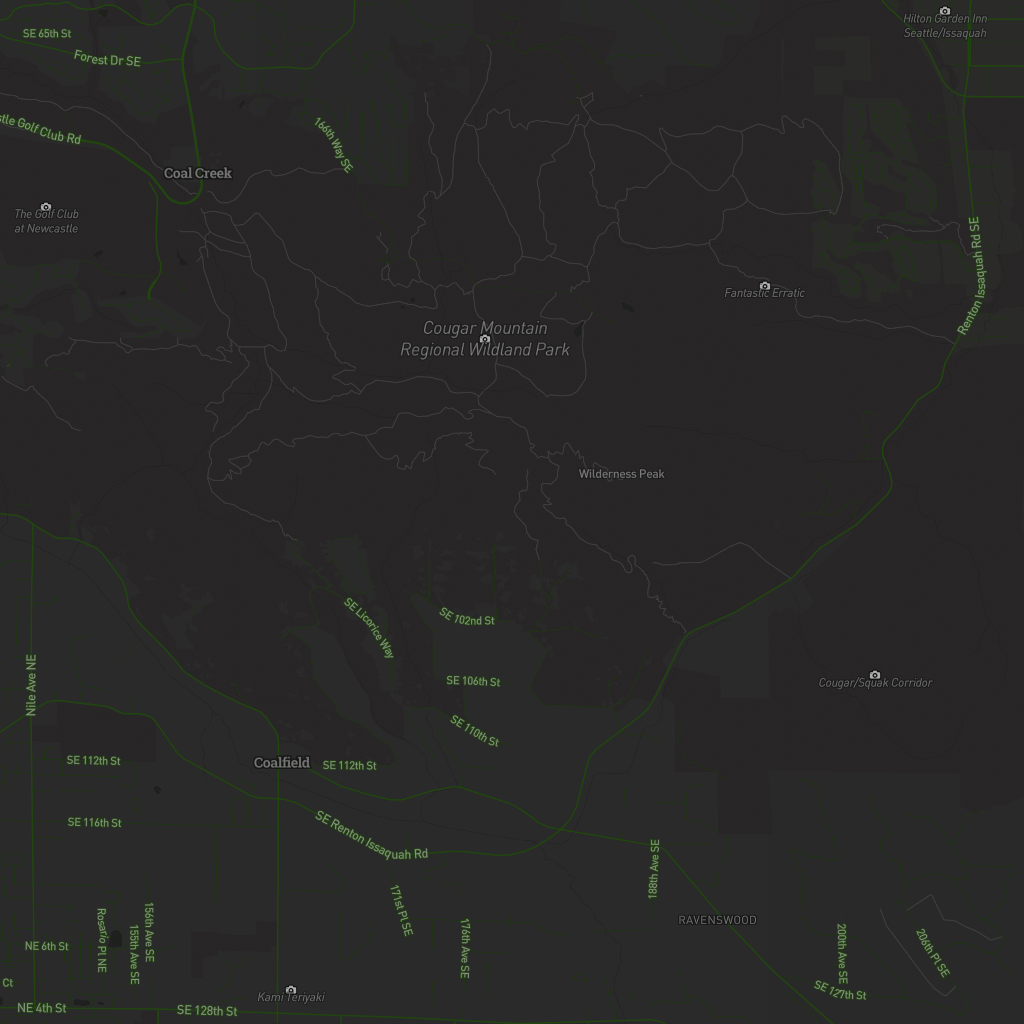 Hilton Garden Inn
Seattle/Issaquah
SE 65th St
Forest Dr SE
stle Golf Club Rd
166th Way SE
Coal Creek
The Golf Club
at Newcastle
Renton Issaquah Rd SE
Fantastic Erratic
Cougar Mountain
Regional Wildland Park
Wilderness Peak
SE Licorice Way
SE 102nd St
Nile Ave NE
SE 106th St
Cougar/Squak Corridor
SE 110th St
SE 112th St
Coalfield
SE 112th St
SE 116th St
SE Renton Issaquah Rd
188th Ave SE
171st Pl SE
RAVENSWOOD
Rosario Pl NE
156th Ave SE
155th Ave SE
176th Ave SE
200th Ave SE
206th Pl SE
NE 6th St
Ct
SE 127th St
Kami Teriyaki
NE 4th St
SE 128th St